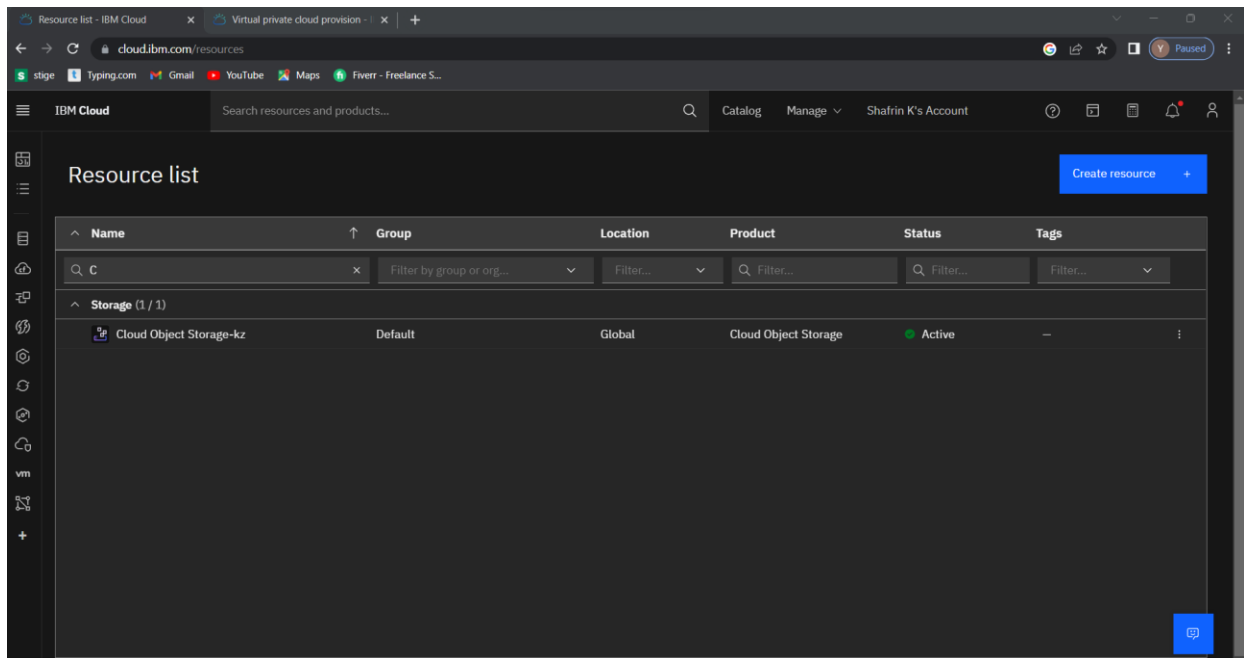 Resource list - IBM Cloud Virtual private cloud provision - I
cloud.ibm.com/resources Paused
stige Typing.com Gmail YouTube Maps Fiverr - Freelance S...
IBM Cloud Search resources and products... Catalog Manage Shafrin K's Account
Resource list Create resource +
Name Group Location Product Status Tags
C Filter by group or org... Filter... Filter... Filter... Filter...
Storage (1 / 1)
Cloud Object Storage-kz Default Global Cloud Object Storage Active —
vm